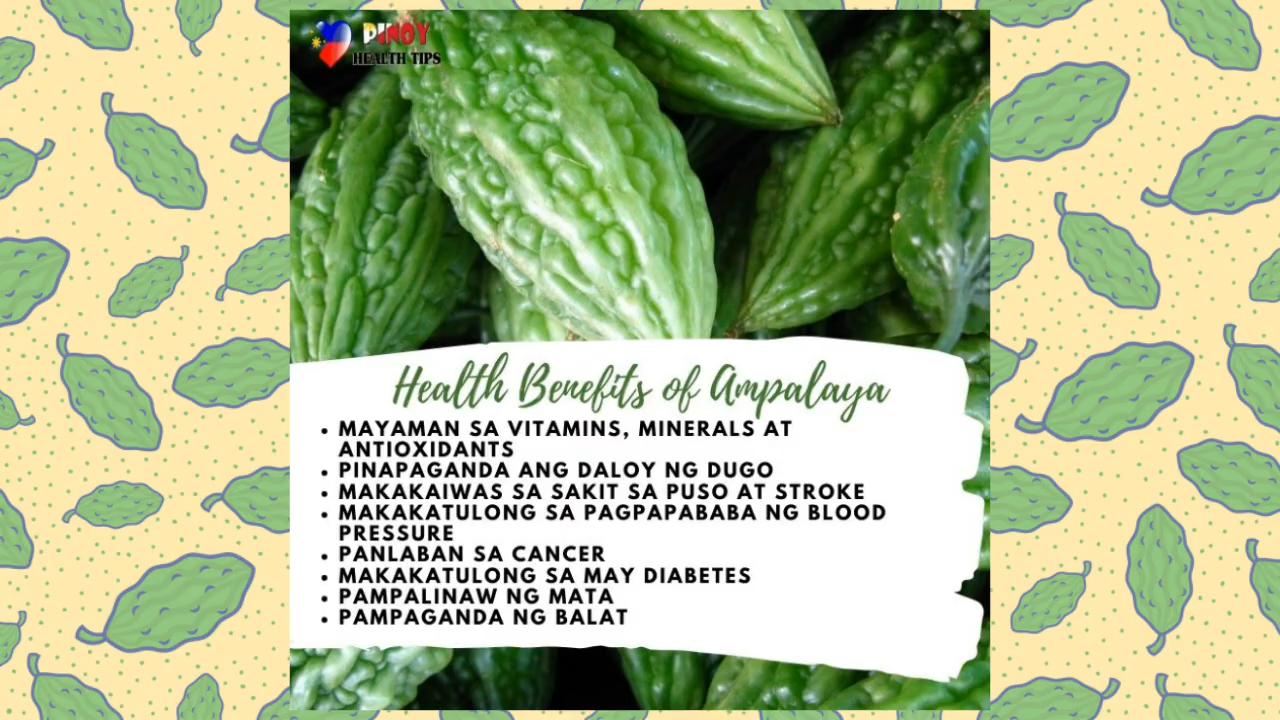 PINOY
HEALTH TIPS
Health Benefits of Ampalaya
• MAYAMAN SA VITAMINS, MINERALS AT
ANTIOXIDANTS
• PINAPAGANDA ANG DALOY NG DUGO
• MAKAKAIWAS SA SAKIT SA PUSO AT STROKE
• MAKAKATULONG SA PAGPAPABABA NG BLOOD
PRESSURE
• PANLABAN SA CANCER
• MAKAKATULONG SA MAY DIABETES
• PAMPALINAW NG MATA
• PAMPAGANDA NG BALAT